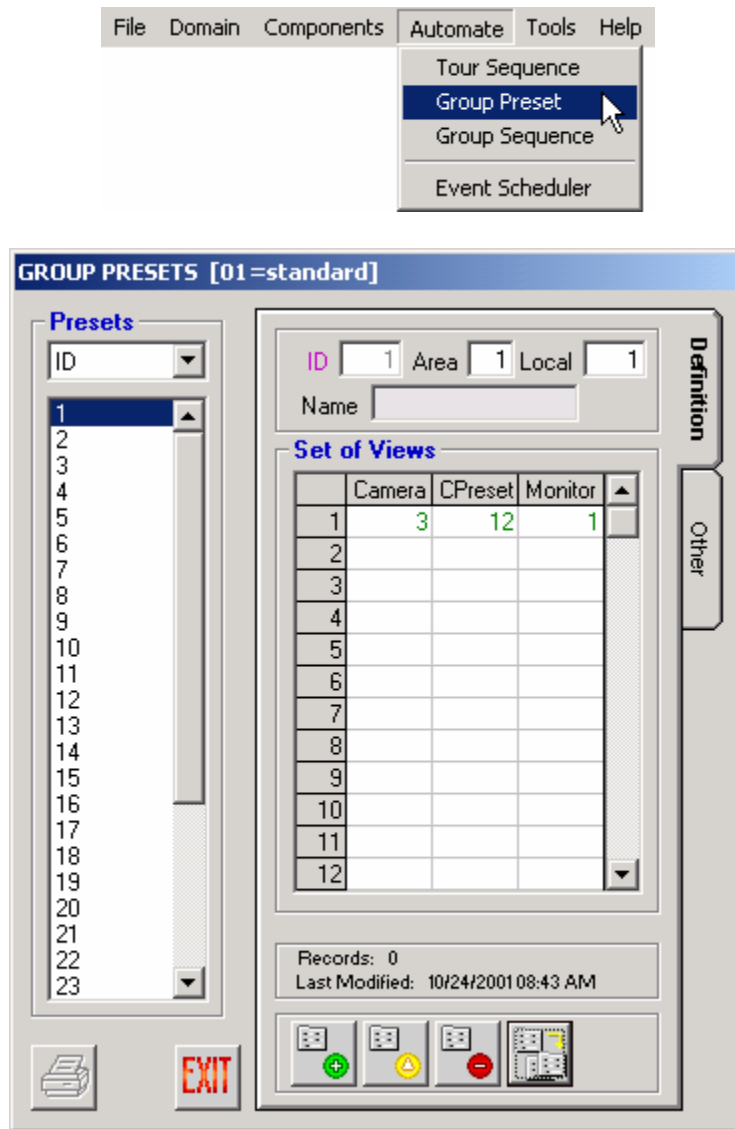 File Domain Components Automate Tools Help
Tour Sequence
Group Preset
Group Sequence
Event Scheduler
GROUP PRESETS [01=standard]
Presets
ID
1
2
3
4
5
6
7
8
9
10
11
12
13
14
15
16
17
18
19
20
21
22
23
EXIT
ID 1 Area 1 Local 1
Name
Set of Views
Camera CPreset Monitor
1 3 12 1
2
3
4
5
6
7
8
9
10
11
12
Records: 0
Last Modified: 10/24/2001 08:43 AM
Definition
Other